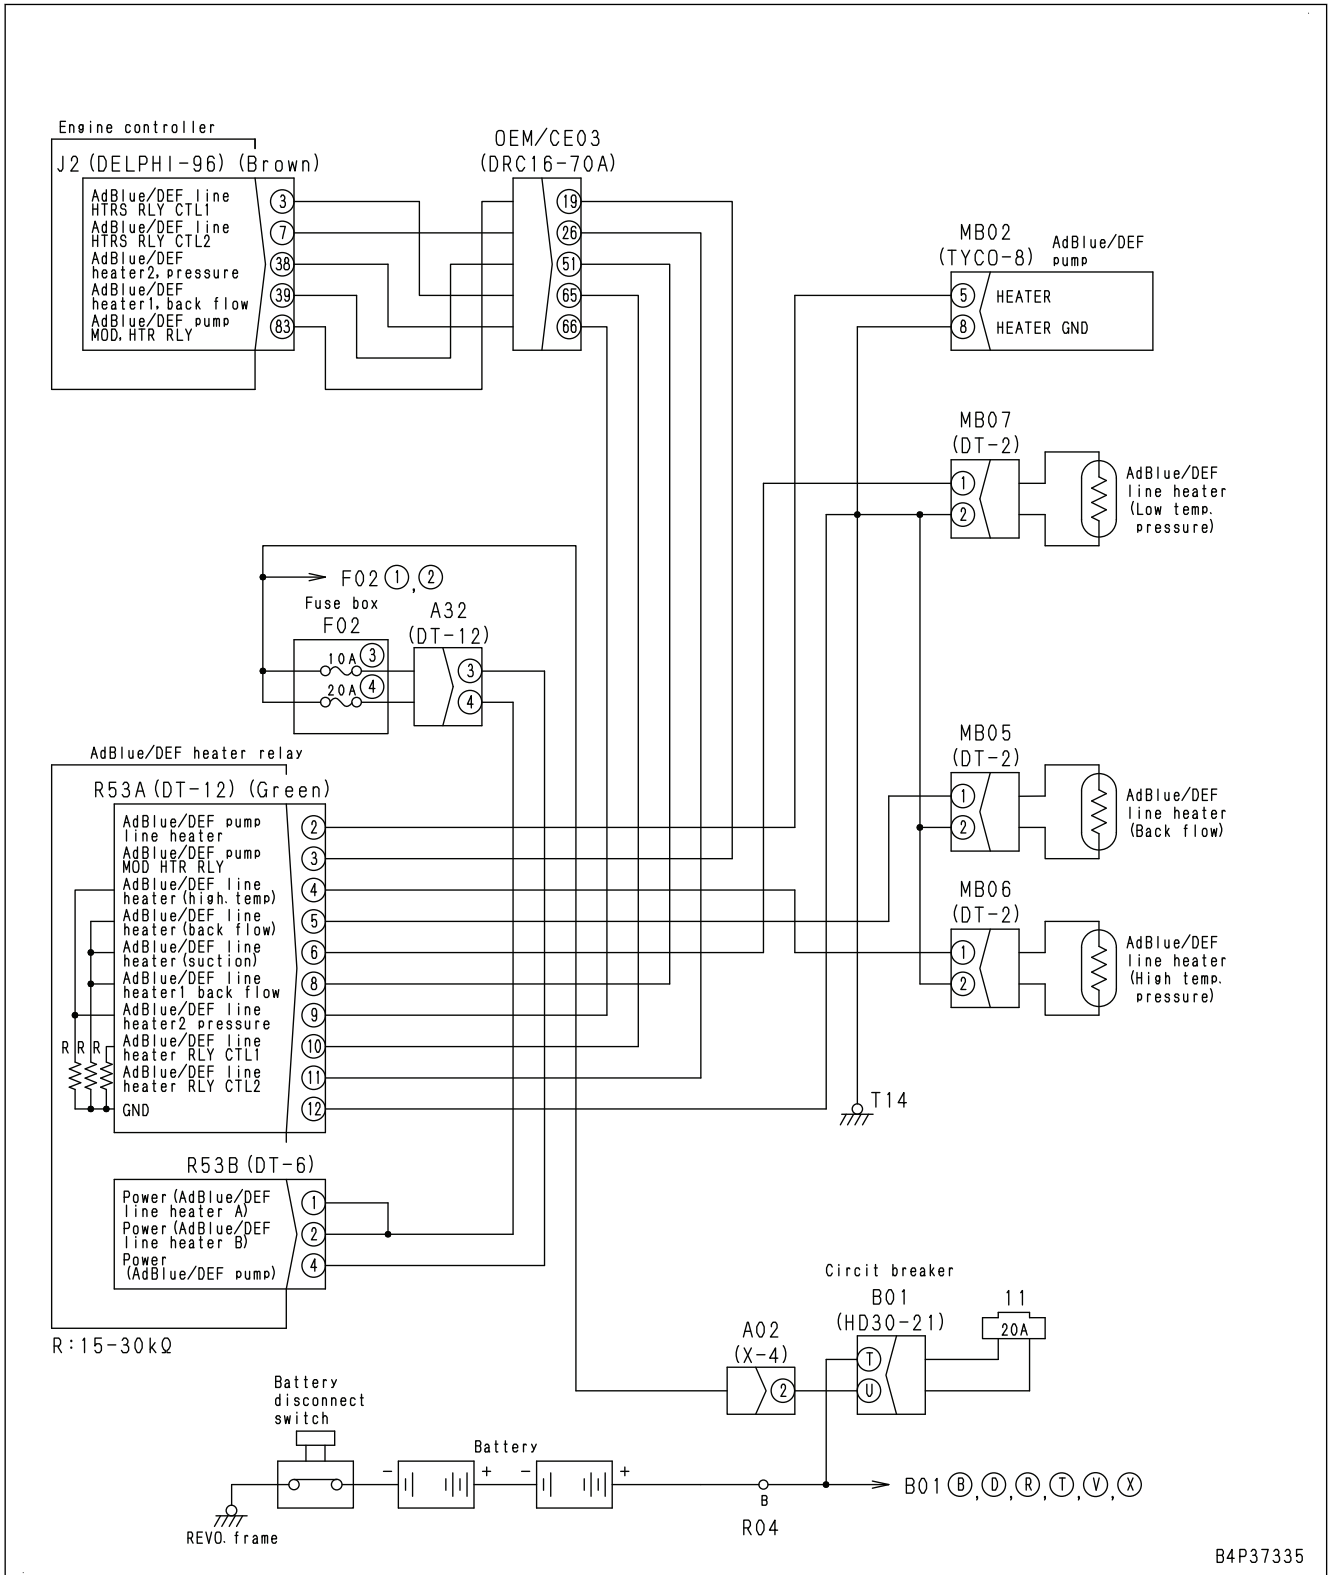 Engine controller
J2 (DELPHI-96) (Brown)
AdBlue/DEF line
HTRS RLY CTL1
AdBlue/DEF line
HTRS RLY CTL2
AdBlue/DEF
heater2, pressure
AdBlue/DEF
heater1, back flow
AdBlue/DEF pump
MOD, HTR RLY
3
7
38
39
83
OEM/CE03
(DRC16-70A)
19
26
51
65
66
MB02
(TYCO-8)
AdBlue/DEF
pump
5 HEATER
8 HEATER GND
MB07
(DT-2)
1
2
AdBlue/DEF
line heater
(Low temp.
pressure)
F02 1, 2
Fuse box
F02
10A 3
20A 4
A32
(DT-12)
3
4
MB05
(DT-2)
1
2
AdBlue/DEF
line heater
(Back flow)
MB06
(DT-2)
1
2
AdBlue/DEF
line heater
(High temp.
pressure)
AdBlue/DEF heater relay
R53A (DT-12) (Green)
AdBlue/DEF pump
line heater
AdBlue/DEF pump
MOD HTR RLY
AdBlue/DEF line
heater (high. temp)
AdBlue/DEF line
heater (back flow)
AdBlue/DEF line
heater (suction)
AdBlue/DEF line
heater1 back flow
AdBlue/DEF line
heater2 pressure
AdBlue/DEF line
heater RLY CTL1
AdBlue/DEF line
heater RLY CTL2
GND
2
3
4
5
6
8
9
10
11
12
R R R
T14
R53B (DT-6)
Power (AdBlue/DEF
line heater A)
Power (AdBlue/DEF
line heater B)
Power
(AdBlue/DEF pump)
1
2
4
R:15-30kΩ
Circit breaker
B01
(HD30-21)
T
U
11
20A
A02
(X-4)
2
Battery
disconnect
switch
Battery
- + - +
B
R04
B01 B, D, R, T, V, X
REVO. frame
B4P37335